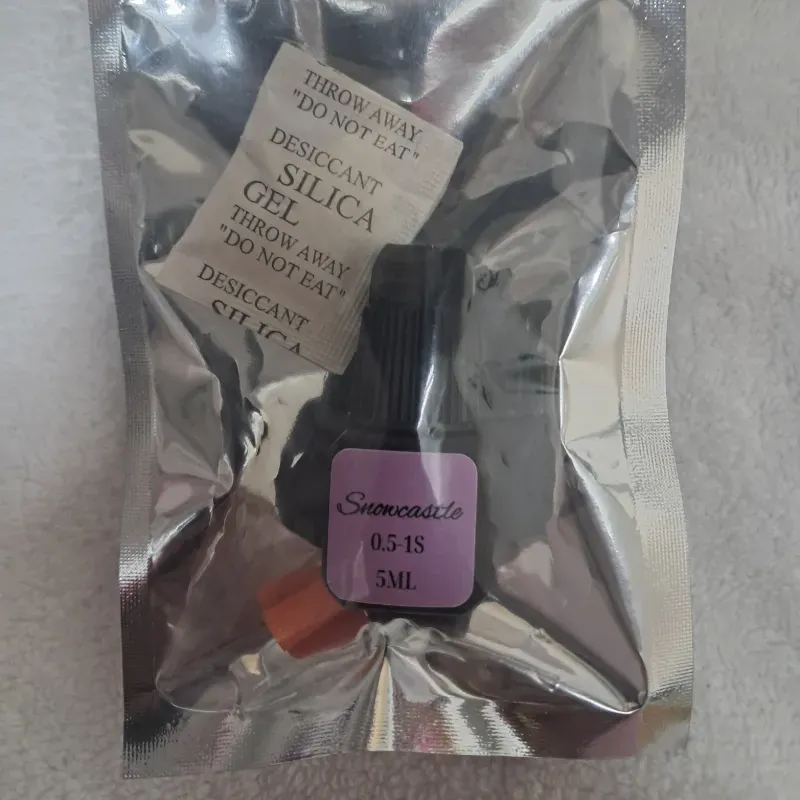 THROW AWAY
"DO NOT EAT"
DESICCANT
SILICA
GEL
THROW AWAY
"DO NOT EAT"
DESICCANT
SILICA
Snowcastle
0.5-1S
5ML